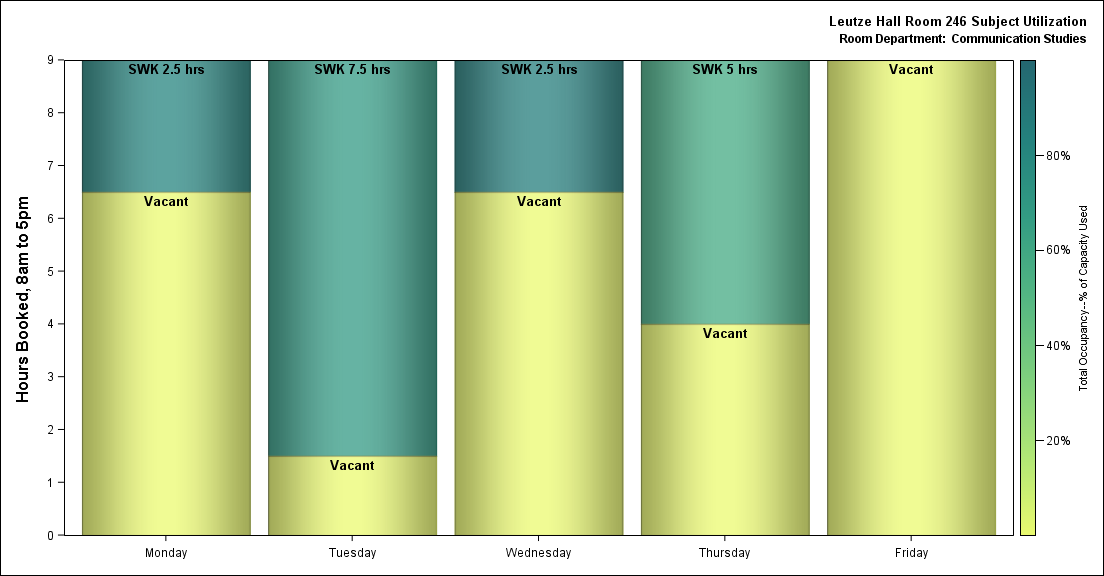 Leutze Hall Room 246 Subject Utilization
Room Department: Communication Studies
Hours Booked, 8am to 5pm
9
8
7
6
5
4
3
2
1
0
SWK 2.5 hrs
Vacant
SWK 7.5 hrs
Vacant
SWK 2.5 hrs
Vacant
SWK 5 hrs
Vacant
Vacant
Monday
Tuesday
Wednesday
Thursday
Friday
80%
60%
40%
20%
Total Occupancy--% of Capacity Used